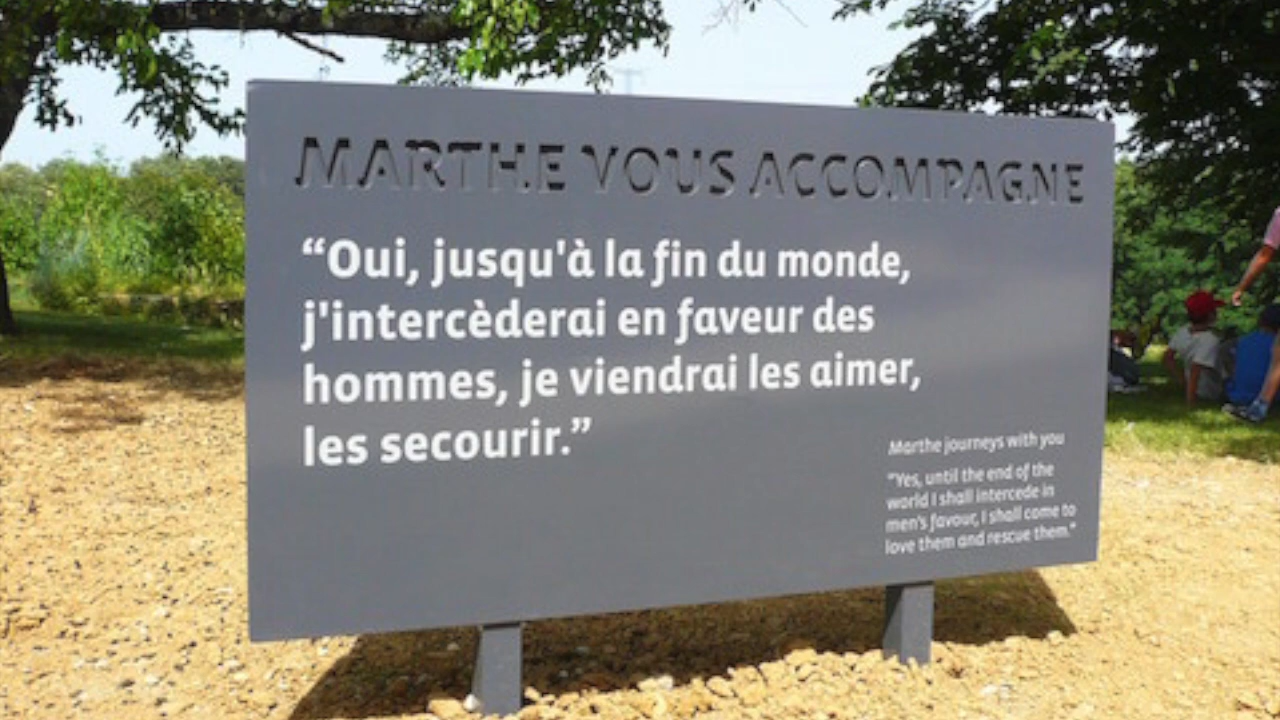 MARTHE VOUS ACCOMPAGNE
“Oui, jusqu'à la fin du monde,
j'intercèderai en faveur des
hommes, je viendrai les aimer,
les secourir.”
Marthe journeys with you
"Yes, until the end of the
world I shall intercede in
men's favour, I shall come to
love them and rescue them."